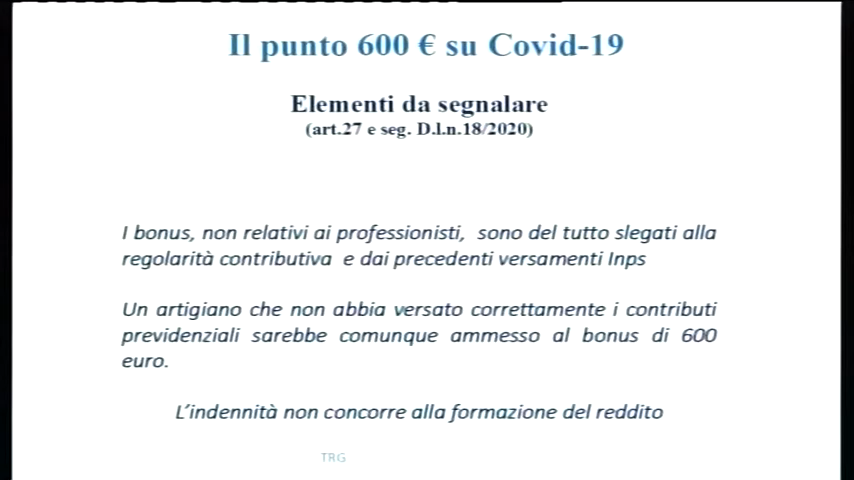 Il punto 600 € su Covid-19
Elementi da segnalare
(art.27 e seg. D.l.n.18/2020)
I bonus, non relativi ai professionisti, sono del tutto slegati alla
regolarità contributiva e dai precedenti versamenti Inps
Un artigiano che non abbia versato correttamente i contributi
previdenziali sarebbe comunque ammesso al bonus di 600
euro.
L'indennità non concorre alla formazione del reddito
TRG